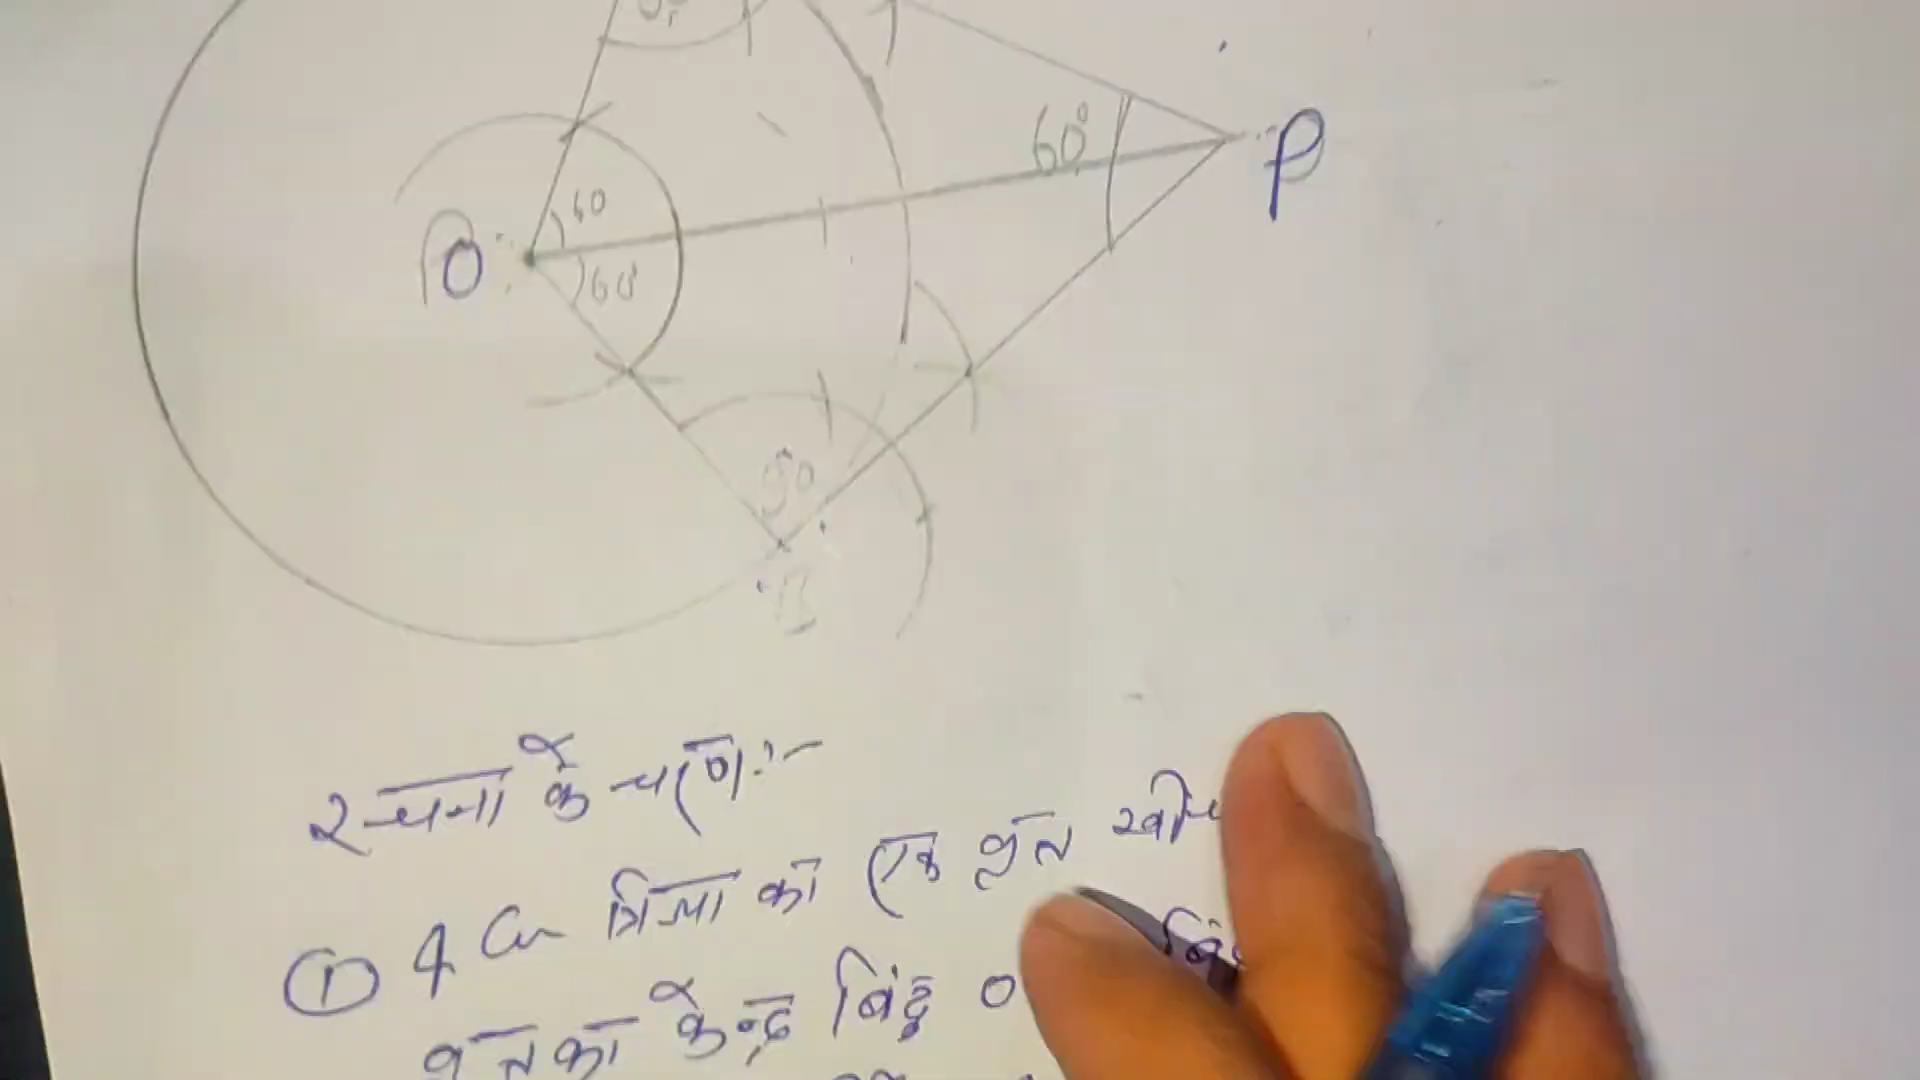 60°
P
60
O
60°
90
B
रचना के चरण :-
① 4 Cm त्रिज्या का एक वृत्त
वृत्त का केन्द्र बिंदु O